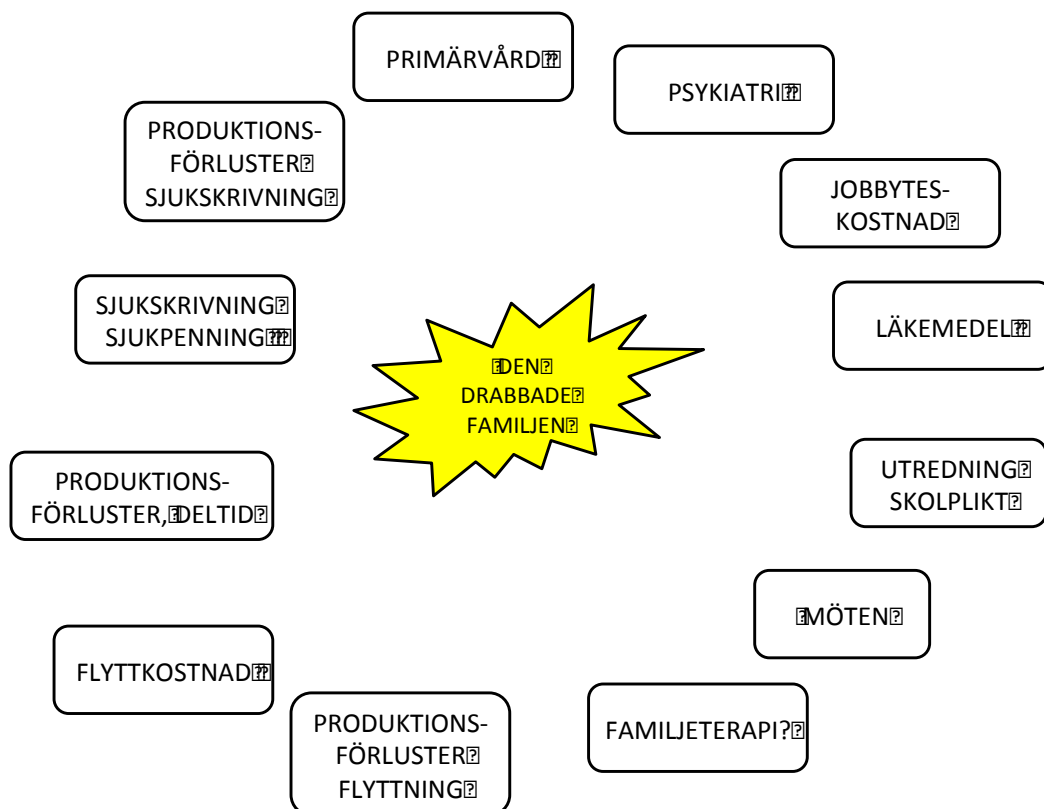 PRIMÄRVÅRD
PSYKIATRI
PRODUKTIONS-
FÖRLUSTER
SJUKSKRIVNING
JOBBYTES-
KOSTNAD
SJUKSKRIVNING
SJUKPENNING
LÄKEMEDEL
DEN
DRABBADE
FAMILJEN
UTREDNING
SKOLPLIKT
PRODUKTIONS-
FÖRLUSTER, DELTID
MÖTEN
FLYTTKOSTNAD
FAMILJETERAPI?
PRODUKTIONS-
FÖRLUSTER
FLYTTNING